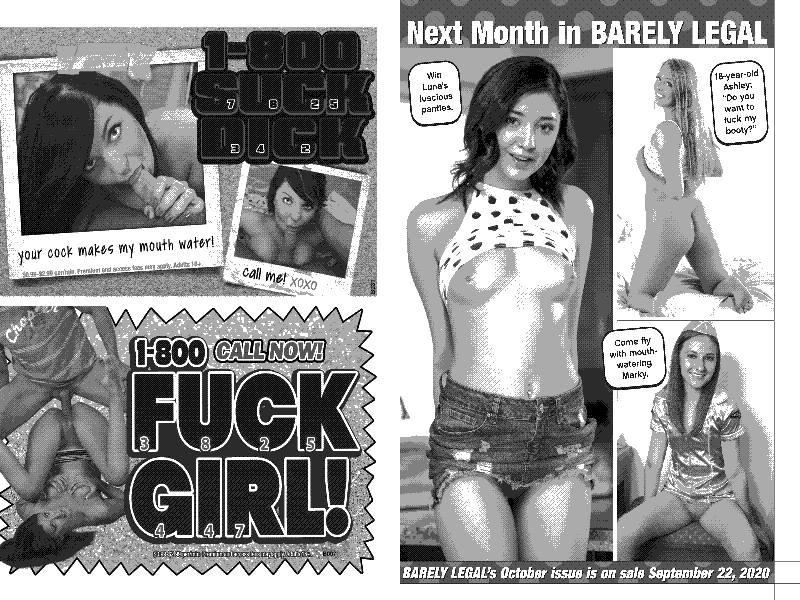 1-800
SUCK
7 8 2 5
DICK
3 4 2
your cock makes my mouth water!
call me! XOXO
1-800 CALL NOW!
FUCK
3 8 2 5
GIRL!
4 4 7
Next Month in BARELY LEGAL
Win
Luna's
luscious
panties.
18-year-old
Ashley:
"Do you
want to
fuck my
booty?"
Come fly
with mouth-
watering
Marky.
BARELY LEGAL's October issue is on sale September 22, 2020